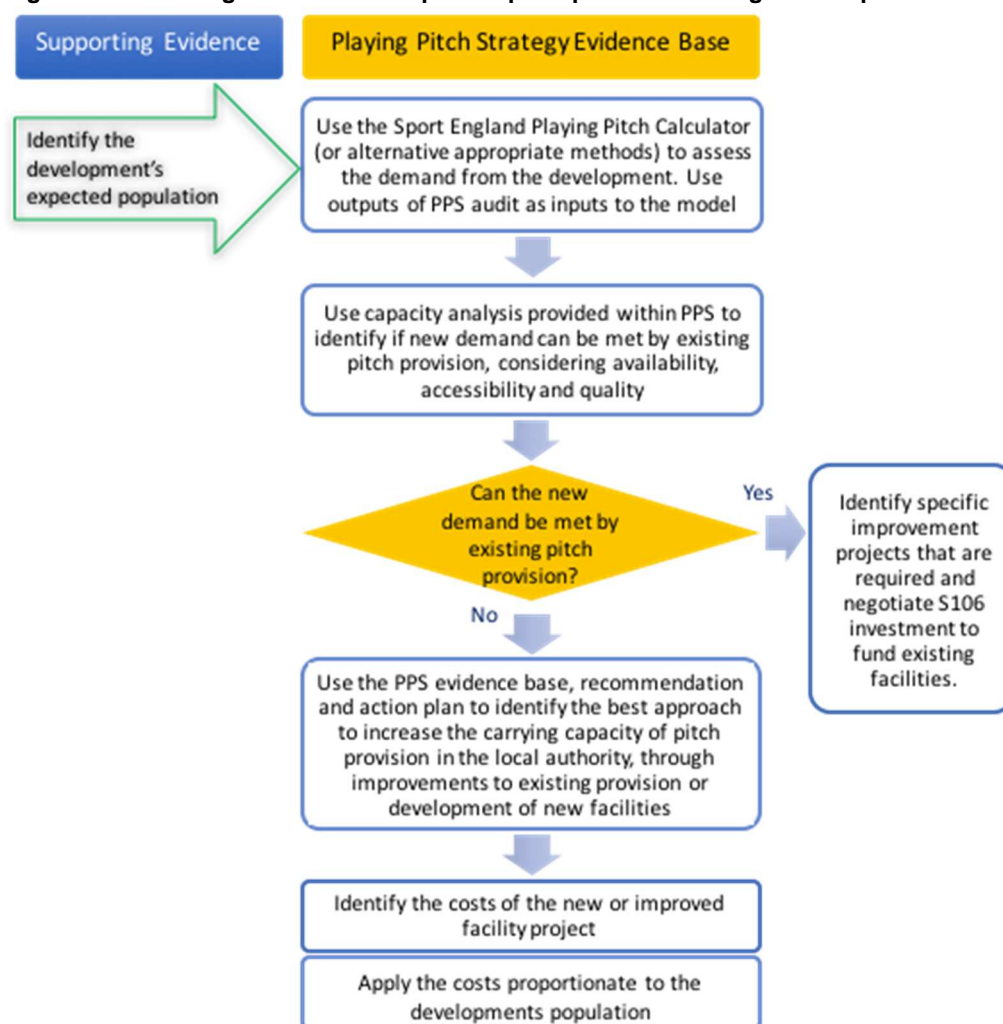 Supporting Evidence
Playing Pitch Strategy Evidence Base
Identify the
development's
expected population
Use the Sport England Playing Pitch Calculator
(or alternative appropriate methods) to assess
the demand from the development. Use
outputs of PPS audit as inputs to the model
Use capacity analysis provided within PPS to
identify if new demand can be met by existing
pitch provision, considering availability,
accessibility and quality
Can the new
demand be met by
existing pitch
provision?
Yes
Identify specific
improvement
projects that are
required and
negotiate S106
investment to
fund existing
facilities.
No
Use the PPS evidence base, recommendation
and action plan to identify the best approach
to increase the carrying capacity of pitch
provision in the local authority, through
improvements to existing provision or
development of new facilities
Identify the costs of the new or improved
facility project
Apply the costs proportionate to the
developments population